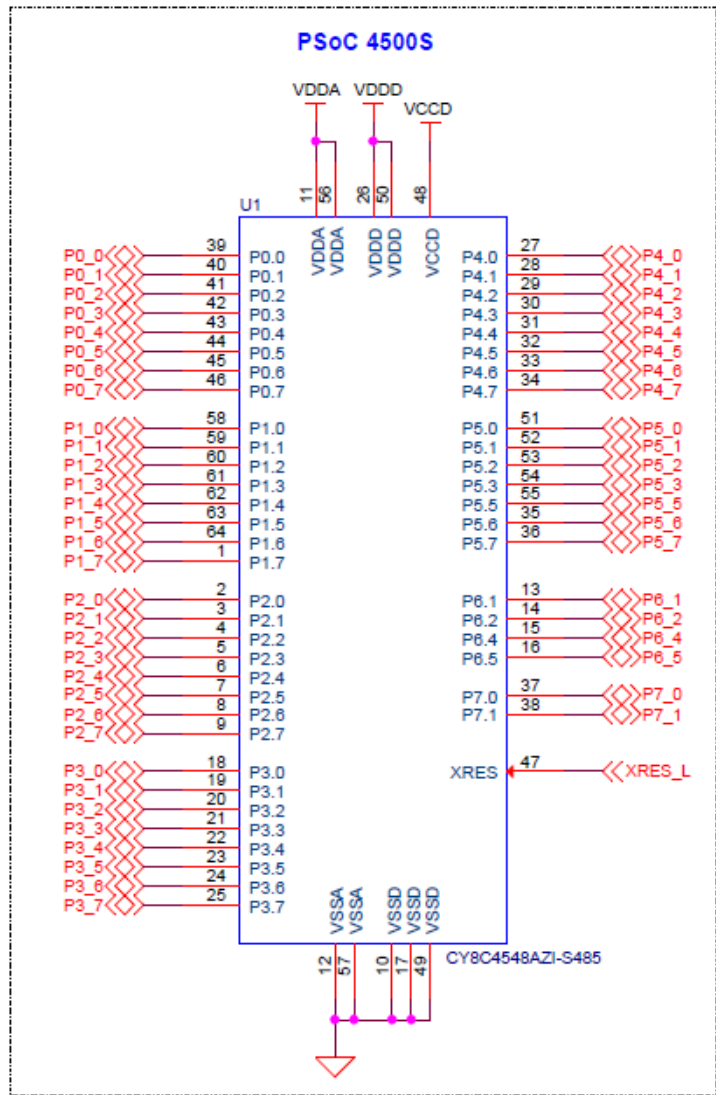 PSoC 4500S
VDDA VDDD VCCD
11 56 26 50 48
U1
VDDA VDDA VDDD VDDD VCCD
P0_0 39 P0.0 P4.0 27 P4_0
P0_1 40 P0.1 P4.1 28 P4_1
P0_2 41 P0.2 P4.2 29 P4_2
P0_3 42 P0.3 P4.3 30 P4_3
P0_4 43 P0.4 P4.4 31 P4_4
P0_5 44 P0.5 P4.5 32 P4_5
P0_6 45 P0.6 P4.6 33 P4_6
P0_7 46 P0.7 P4.7 34 P4_7
P1_0 58 P1.0 P5.0 51 P5_0
P1_1 59 P1.1 P5.1 52 P5_1
P1_2 60 P1.2 P5.2 53 P5_2
P1_3 61 P1.3 P5.3 54 P5_3
P1_4 62 P1.4 P5.5 55 P5_5
P1_5 63 P1.5 P5.6 35 P5_6
P1_6 64 P1.6 P5.7 36 P5_7
P1_7 1 P1.7
P2_0 2 P2.0 P6.1 13 P6_1
P2_1 3 P2.1 P6.2 14 P6_2
P2_2 4 P2.2 P6.4 15 P6_4
P2_3 5 P2.3 P6.5 16 P6_5
P2_4 6 P2.4
P2_5 7 P2.5 P7.0 37 P7_0
P2_6 8 P2.6 P7.1 38 P7_1
P2_7 9 P2.7
P3_0 18 P3.0 XRES 47 XRES_L
P3_1 19 P3.1
P3_2 20 P3.2
P3_3 21 P3.3
P3_4 22 P3.4
P3_5 23 P3.5
P3_6 24 P3.6
P3_7 25 P3.7
VSSA VSSA VSSD VSSD VSSD
12 57 10 17 49
CY8C4548AZI-S485